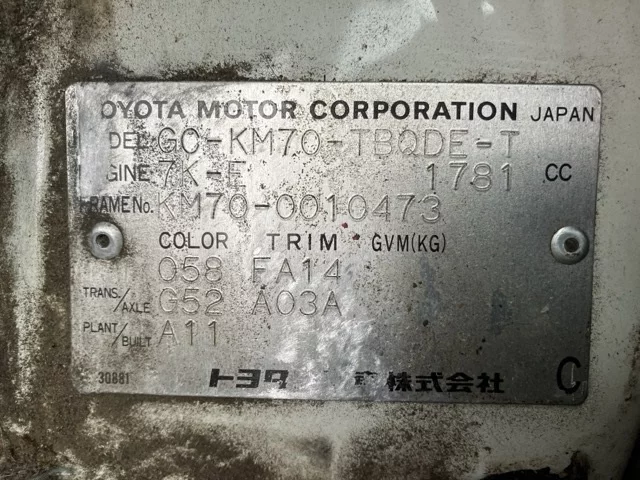 OYOTA MOTOR CORPORATION JAPAN
DEL GC-KM70-TBQDE-T
GINE 7K-E 1781 CC
FRAME No. KM70-0010473
COLOR TRIM GVM(KG)
058 FA14
TRANS./AXLE G52 A03A
PLANT/BUILT A11
30881 トヨタ 車株式会社 C